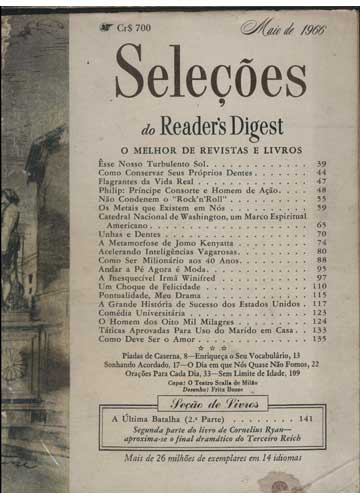 Cr$ 700
Maio de 1966
Seleções
do Reader's Digest
O MELHOR DE REVISTAS E LIVROS
Êsse Nosso Turbulento Sol . . . . . . . . . . . 39
Como Conservar Seus Próprios Dentes . . . . . . . 44
Flagrantes da Vida Real . . . . . . . . . . . . 47
Philip: Príncipe Consorte e Homem de Ação . . . . 48
Não Condenem o "Rock'n'Roll" . . . . . . . . . . 55
Os Metais que Existem em Nós . . . . . . . . . . 59
Catedral Nacional de Washington, um Marco Espiritual
Americano . . . . . . . . . . . . . . . . . 65
Unhas e Dentes . . . . . . . . . . . . . . . . 70
A Metamorfose de Jomo Kenyatta . . . . . . . . . 74
Acelerando Inteligências Vagarosas . . . . . . . 80
Como Ser Milionário aos 40 Anos . . . . . . . . . 88
Andar a Pé Agora é Moda . . . . . . . . . . . . 95
A Inesquecível Irmã Winifred . . . . . . . . . . 97
Um Choque de Felicidade . . . . . . . . . . . . 110
Pontualidade, Meu Drama . . . . . . . . . . . . 115
A Grande História de Sucesso dos Estados Unidos . 117
Comédia Universitária . . . . . . . . . . . . . 123
O Homem dos Oito Mil Milagres . . . . . . . . . 124
Táticas Aprovadas Para Uso do Marido em Casa . . 133
Como Deve Ser o Amor . . . . . . . . . . . . . 135
☆ ☆ ☆
Piadas de Caserna, 8—Enriqueça o Seu Vocabulário, 13
Sonhando Acordado, 17—O Dia em que Nós Quase Não Fomos, 22
Orações Para Cada Dia, 33—Sem Limite de Idade, 109
Capa: O Teatro Scalla de Milão
Desenho: Fritz Busse
Seção de Livros
A Última Batalha (2.ª Parte) . . . . . . . . 141
Segunda parte do livro de Cornelius Ryan—
aproxima-se o final dramático do Terceiro Reich
Mais de 26 milhões de exemplares em 14 idiomas